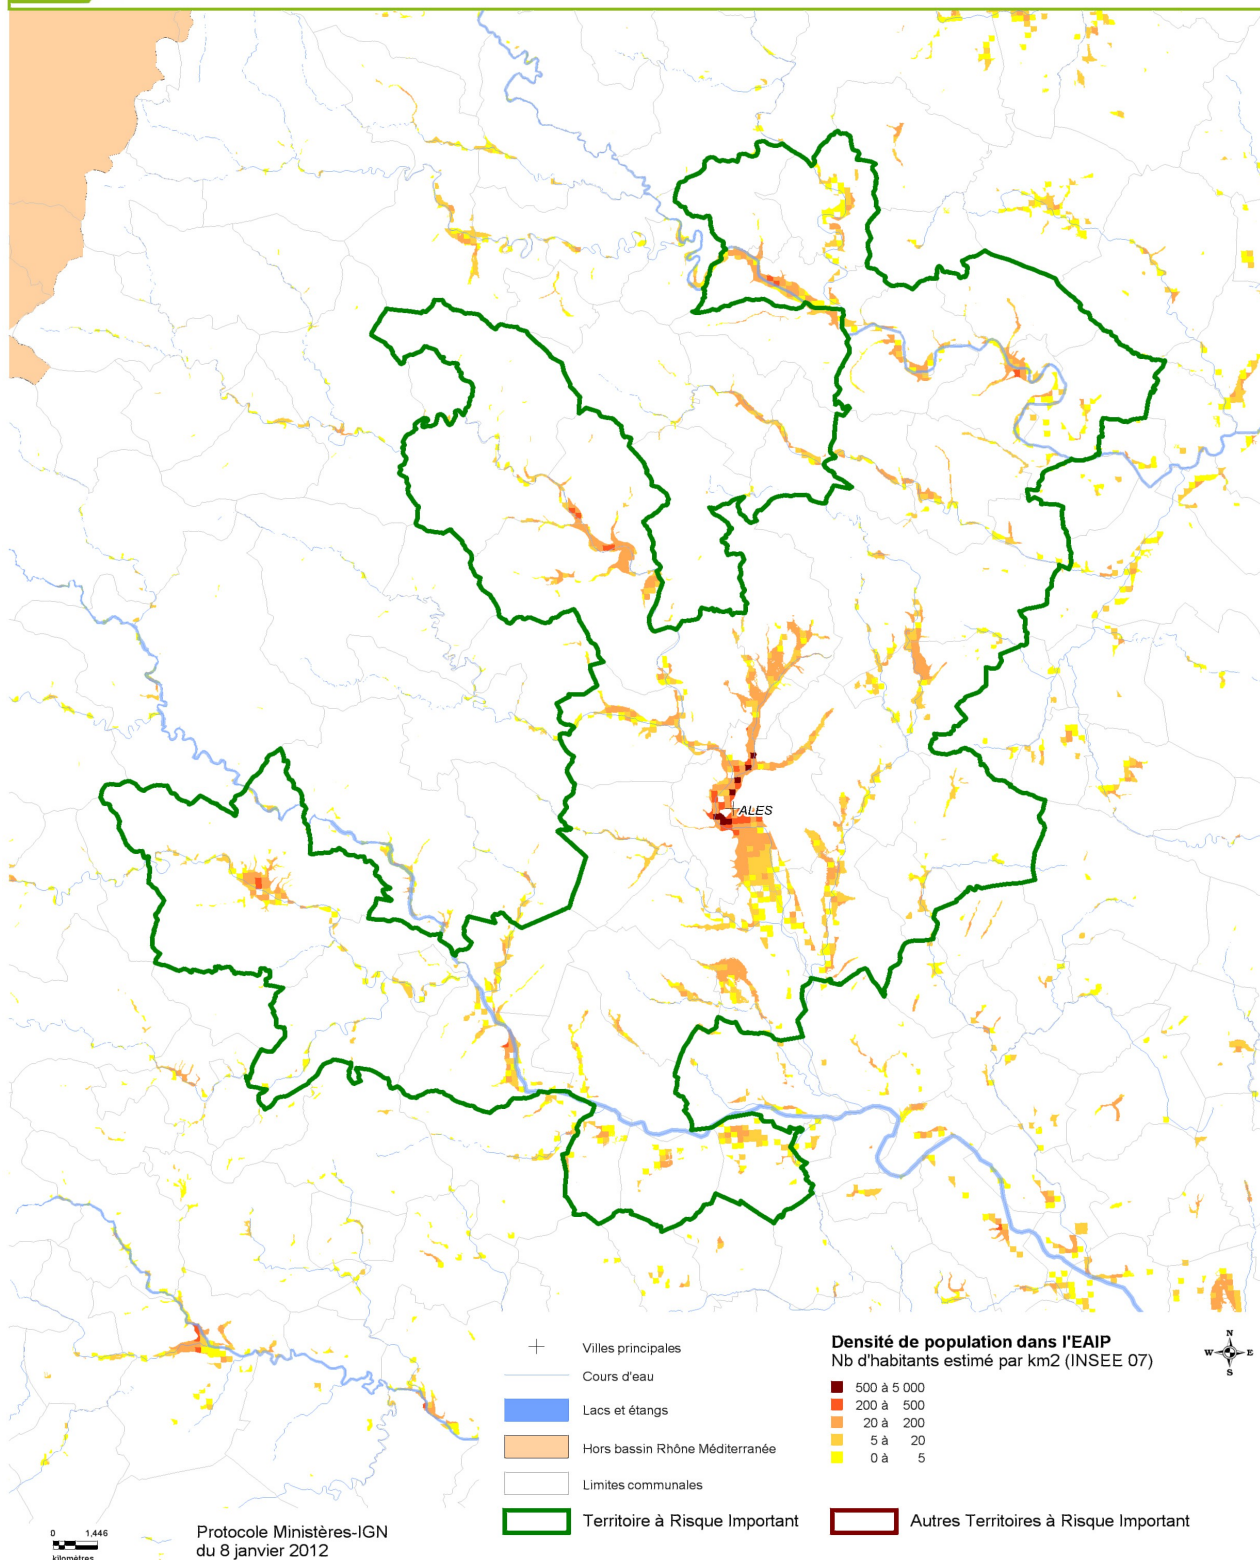 ALES
Villes principales
Cours d'eau
Lacs et étangs
Hors bassin Rhône Méditerranée
Limites communales
Territoire à Risque Important
Densité de population dans l'EAIP
Nb d'habitants estimé par km2 (INSEE 07)
500 à 5 000
200 à 500
20 à 200
5 à 20
0 à 5
Autres Territoires à Risque Important
N
W E
S
0 1,446
kilomètres
Protocole Ministères-IGN
du 8 janvier 2012